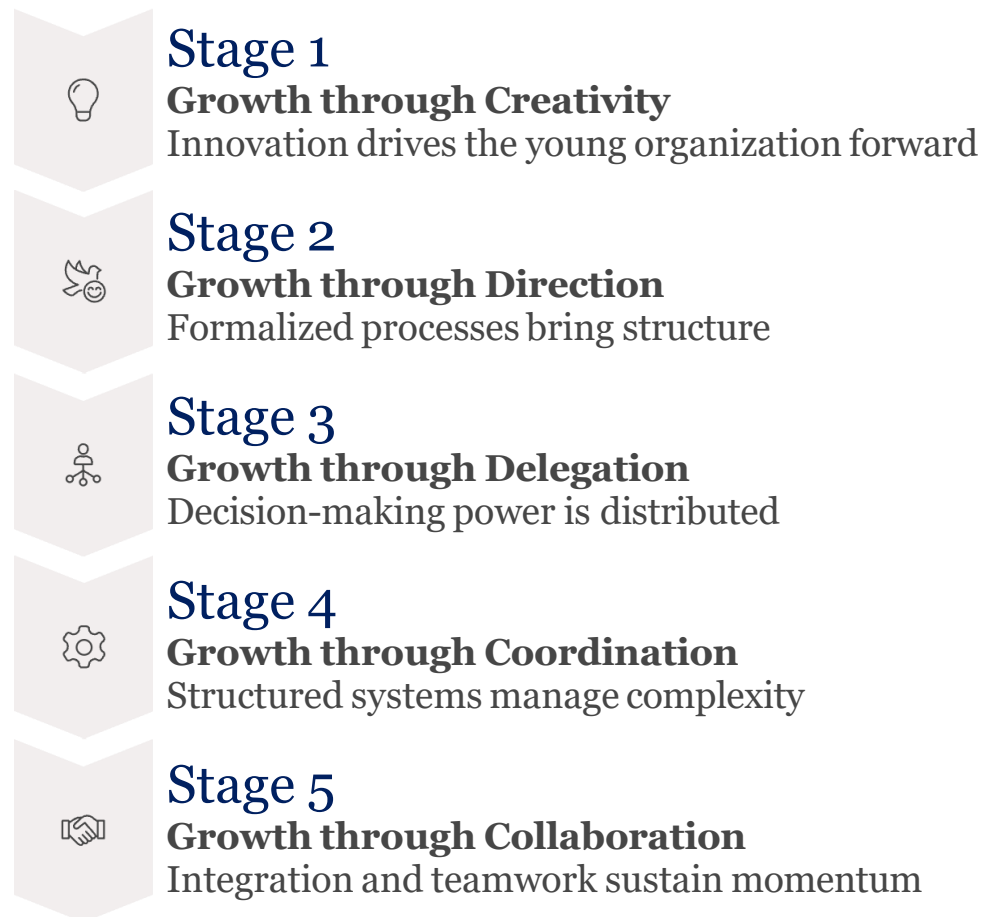 Stage 1
Growth through Creativity
Innovation drives the young organization forward
Stage 2
Growth through Direction
Formalized processes bring structure
Stage 3
Growth through Delegation
Decision-making power is distributed
Stage 4
Growth through Coordination
Structured systems manage complexity
Stage 5
Growth through Collaboration
Integration and teamwork sustain momentum